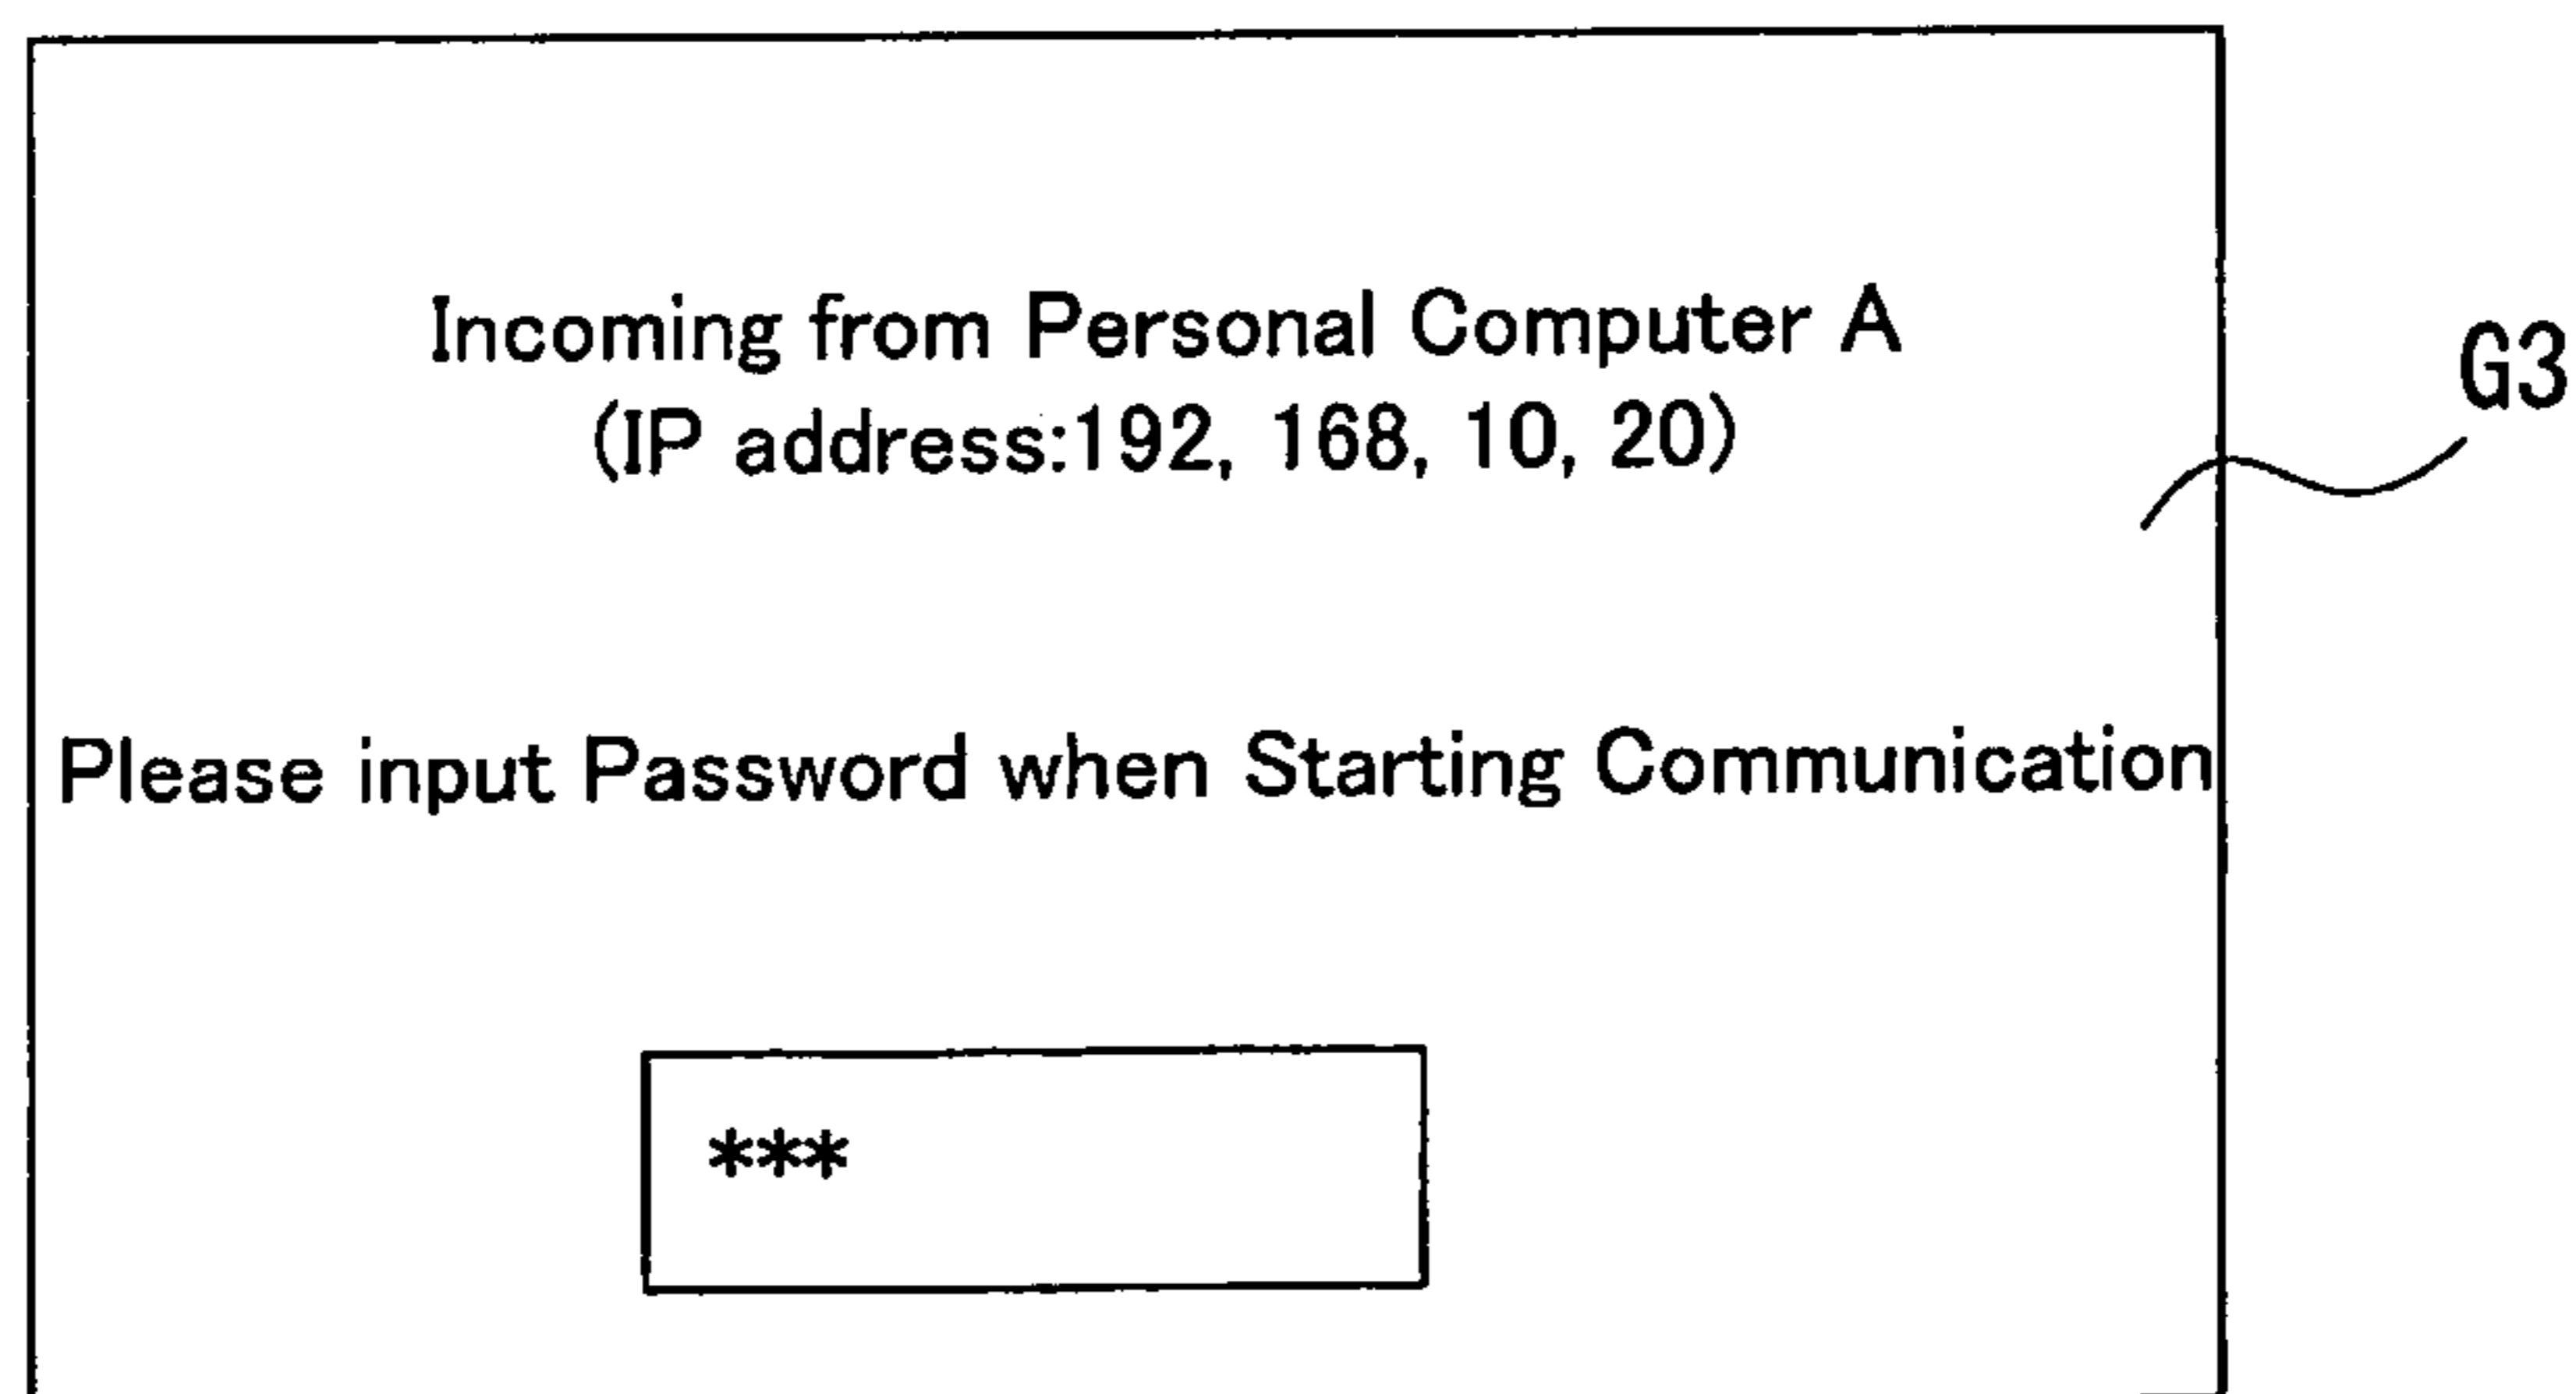 Incoming from Personal Computer A
(IP address:192, 168, 10, 20)
G3
Please input Password when Starting Communication
***